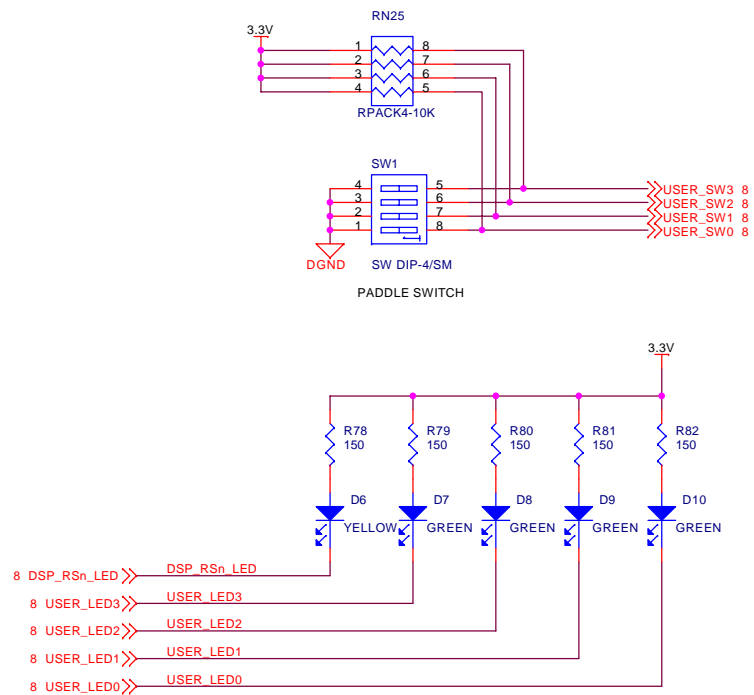 RN25
3.3V
1 8
2 7
3 6
4 5
RPACK4-10K
SW1
4 5 USER_SW3 8
3 6 USER_SW2 8
2 7 USER_SW1 8
1 8 USER_SW0 8
DGND SW DIP-4/SM
PADDLE SWITCH
3.3V
R78 R79 R80 R81 R82
150 150 150 150 150
D6 D7 D8 D9 D10
YELLOW GREEN GREEN GREEN GREEN
8 DSP_RSn_LED DSP_RSn_LED
8 USER_LED3 USER_LED3
8 USER_LED2 USER_LED2
8 USER_LED1 USER_LED1
8 USER_LED0 USER_LED0